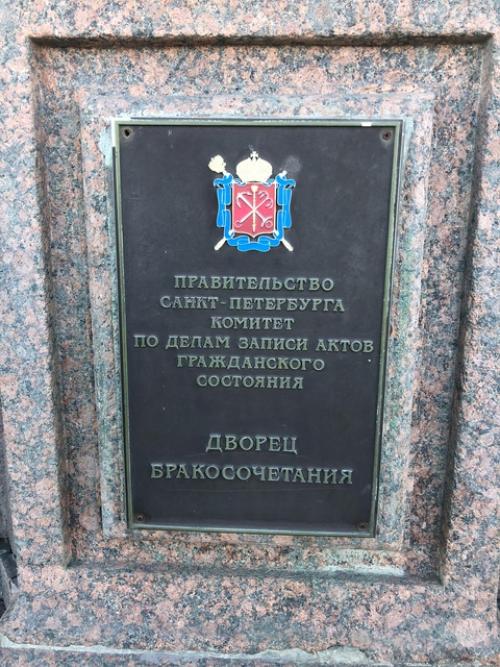 ПРАВИТЕЛЬСТВО
САНКТ-ПЕТЕРБУРГА
КОМИТЕТ
ПО ДЕЛАМ ЗАПИСИ АКТОВ
ГРАЖДАНСКОГО
СОСТОЯНИЯ
ДВОРЕЦ
БРАКОСОЧЕТАНИЯ